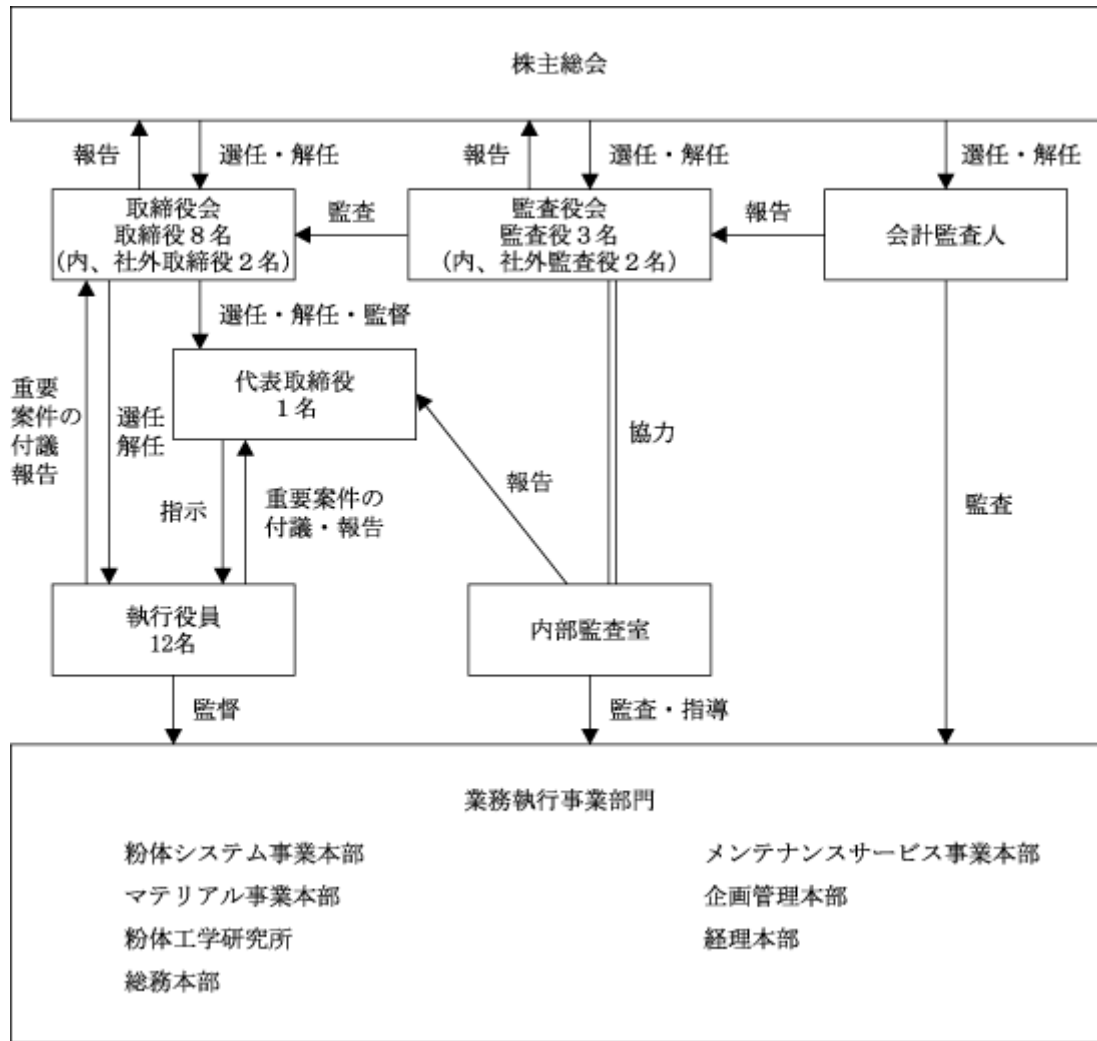 株主総会
報告
選任・解任
報告
選任・解任
選任・解任
取締役会
取締役8名
(内、社外取締役2名)
監査
監査役会
監査役3名
(内、社外監査役2名)
報告
会計監査人
選任・解任・監督
代表取締役
1名
重要
案件の
付議
報告
選任
解任
協力
指示
重要案件の
付議・報告
報告
監査
執行役員
12名
内部監査室
監督
監査・指導
業務執行事業部門
粉体システム事業本部
メンテナンスサービス事業本部
マテリアル事業本部
企画管理本部
粉体工学研究所
経理本部
総務本部